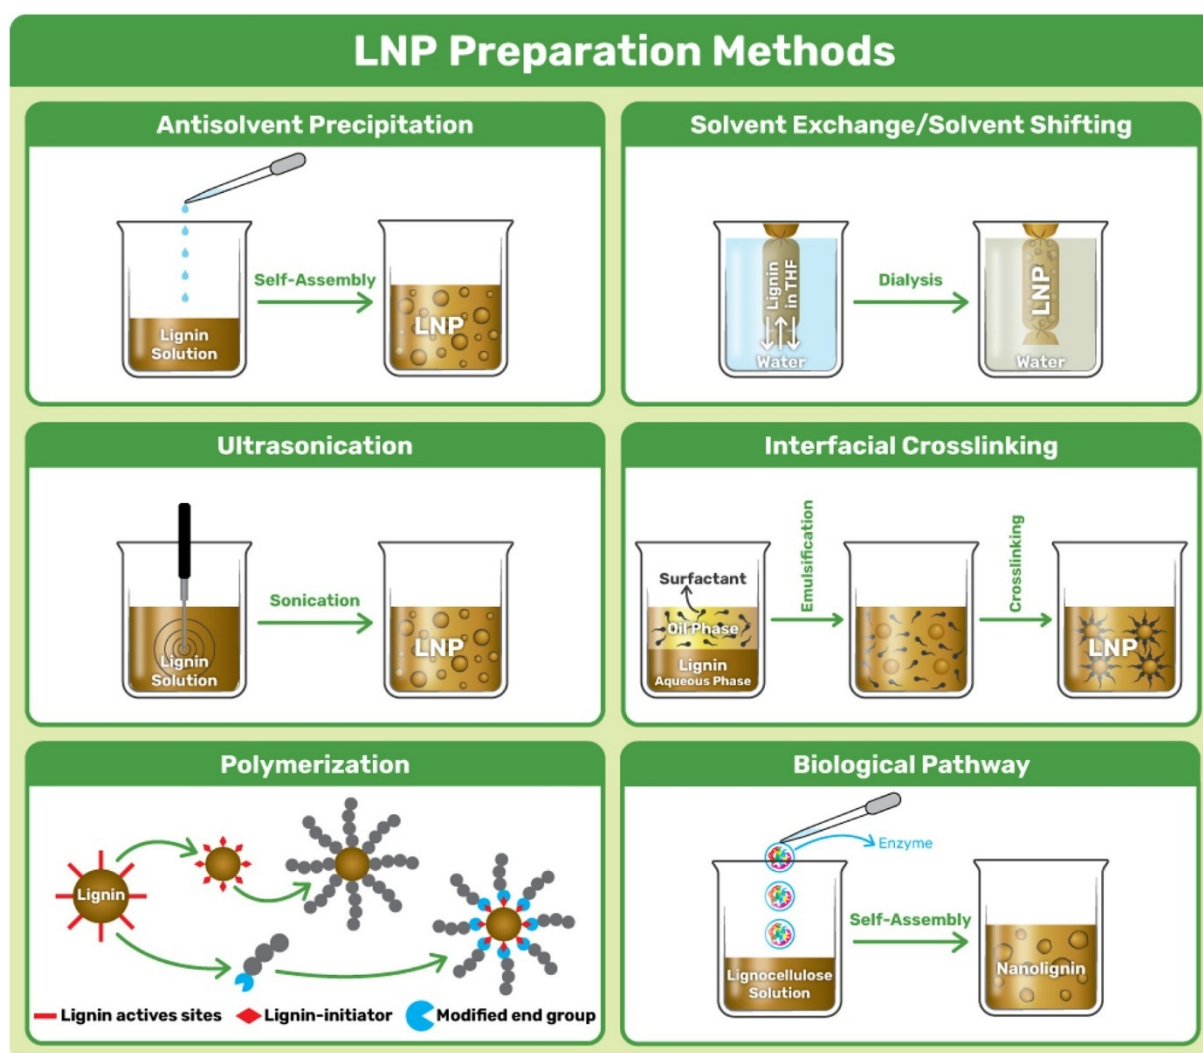 LNP Preparation Methods
Antisolvent Precipitation
Self-Assembly
Lignin
Solution
LNP
Solvent Exchange/Solvent Shifting
Lignin
in THF
Water
Dialysis
LNP
Water
Ultrasonication
Lignin
Solution
Sonication
LNP
Interfacial Crosslinking
Surfactant
Oil Phase
Lignin
Aqueous Phase
Emulsification
Crosslinking
LNP
Polymerization
Lignin
Lignin actives sites
Lignin-initiator
Modified end group
Biological Pathway
Enzyme
Lignocellulose
Solution
Self-Assembly
Nanolignin